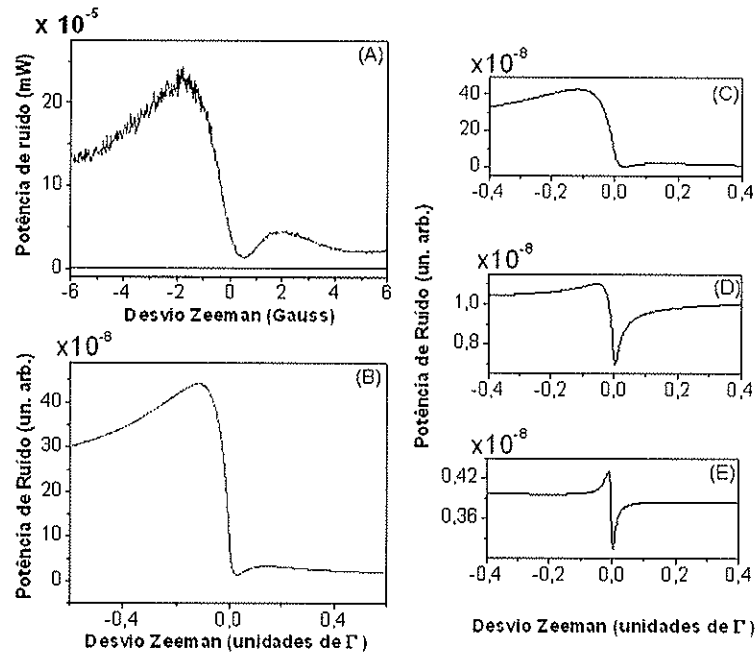 x 10⁻⁵
(A)
Potência de ruído (mW)
20
10
0
-6 -4 -2 0 2 4 6
Desvio Zeeman (Gauss)
x10⁻⁸
(B)
Potência de Ruído (un. arb.)
40
30
20
10
0
-0,4 0,0 0,4
Desvio Zeeman (unidades de Γ )
x10⁻⁸
(C)
40
20
0
-0,4 -0,2 0,0 0,2 0,4
x10⁻⁸
(D)
1,0
0,8
-0,4 -0,2 0,0 0,2 0,4
Potência de Ruído (un. arb.)
x10⁻⁸
(E)
0,42
0,36
-0,4 -0,2 0,0 0,2 0,4
Desvio Zeeman (unidades de Γ)